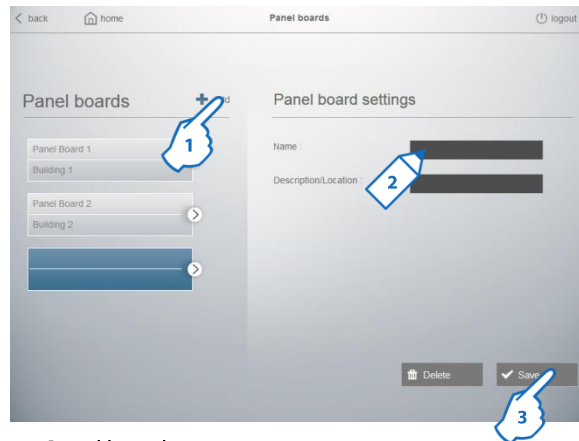 back home Panel boards logout
Panel boards
Panel board settings
1
Panel Board 1
Building 1
Name :
2
Description/Location :
Panel Board 2
Building 2
Delete
Save
3